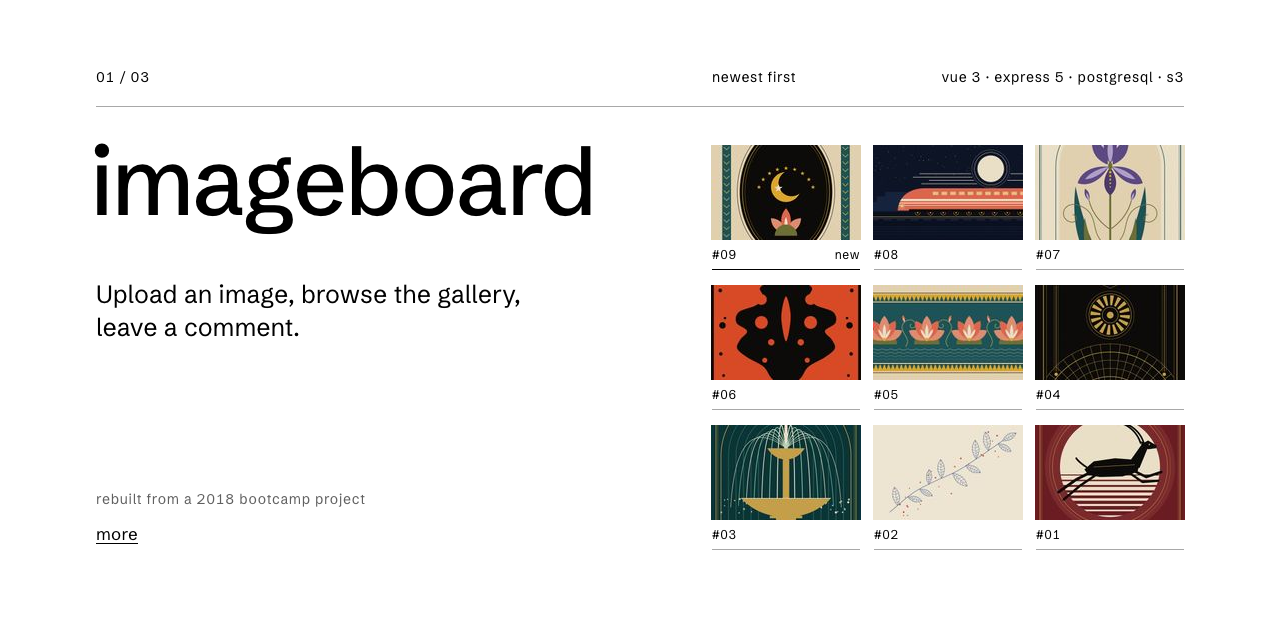 01 / 03
newest first
vue 3 · express 5 · postgresql · s3
imageboard
Upload an image, browse the gallery,
leave a comment.
rebuilt from a 2018 bootcamp project
more
#09 new
#08
#07
#06
#05
#04
#03
#02
#01